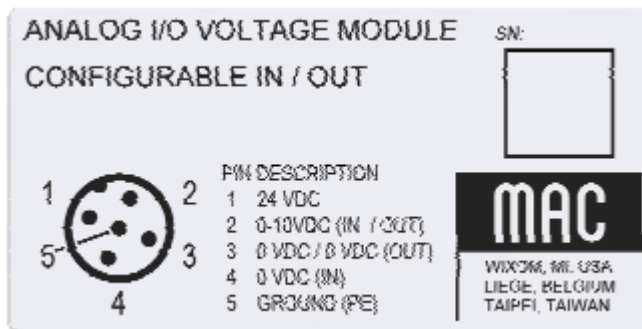 ANALOG I/O VOLTAGE MODULE
SN:
CONFIGURABLE IN / OUT
PIN DESCRIPTION
1 24 VDC
2 0-10VDC (IN / OUT)
3 0 VDC / 0 VDC (OUT)
4 0 VDC (IN)
5 GROUND (PE)
1
2
5
3
4
MAC
WIXOM, MI. USA
LIEGE, BELGIUM
TAIPEI, TAIWAN